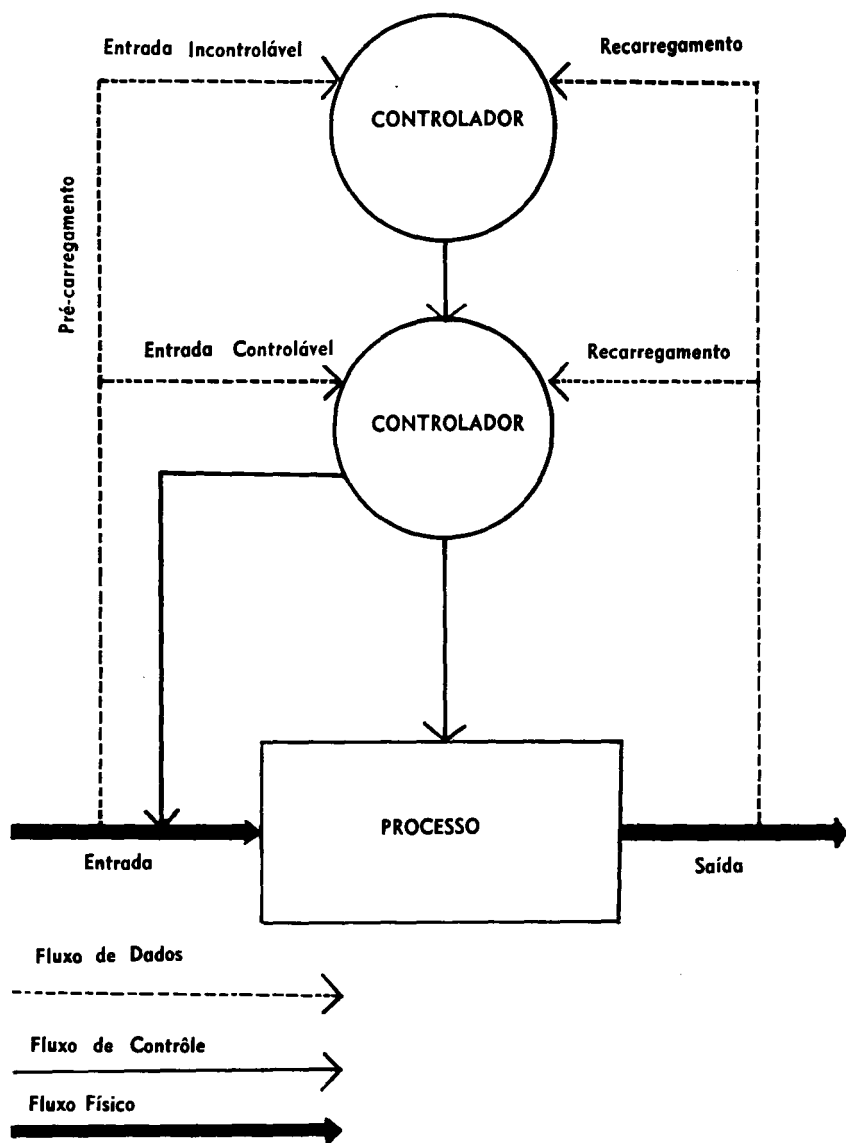 Entrada Incontrolável
Recarregamento
CONTROLADOR
Pré-carregamento
Entrada Controlável
Recarregamento
CONTROLADOR
PROCESSO
Entrada
Saída
Fluxo de Dados
Fluxo de Contrôle
Fluxo Físico